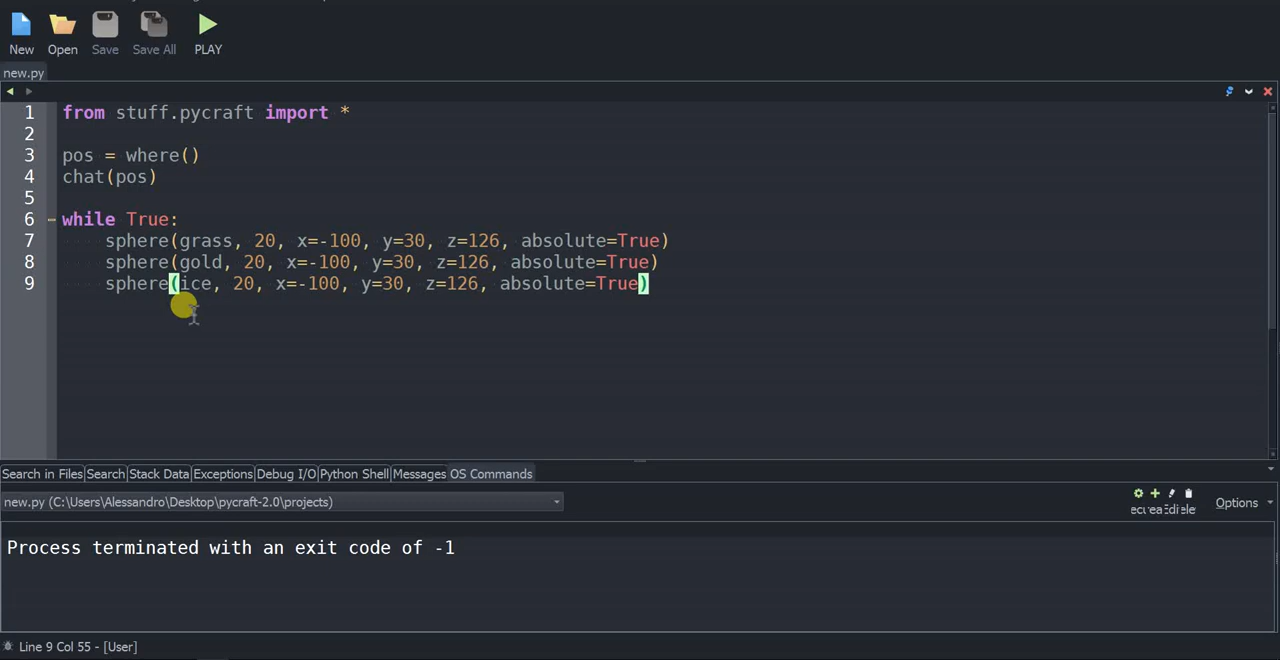 New Open Save Save All PLAY
new.py
1 from stuff.pycraft import *
2
3 pos = where()
4 chat(pos)
5
6 while True:
7 sphere(grass, 20, x=-100, y=30, z=126, absolute=True)
8 sphere(gold, 20, x=-100, y=30, z=126, absolute=True)
9 sphere(ice, 20, x=-100, y=30, z=126, absolute=True)
Search in Files Search Stack Data Exceptions Debug I/O Python Shell Messages OS Commands
new.py (C:\Users\Alessandro\Desktop\pycraft-2.0\projects)
Options
Process terminated with an exit code of -1
Line 9 Col 55 - [User]